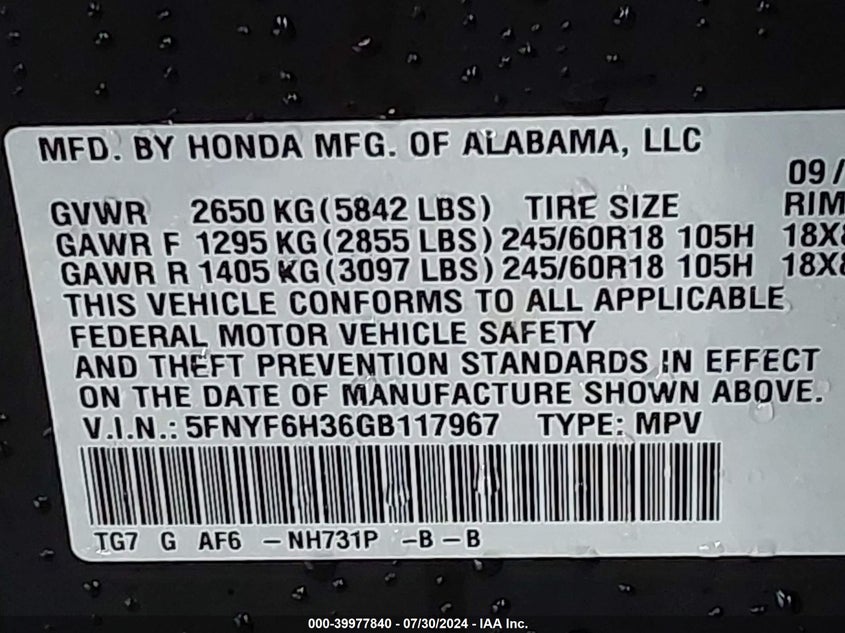 MFD. BY HONDA MFG. OF ALABAMA, LLC
09/
GVWR 2650 KG (5842 LBS) TIRE SIZE RIM
GAWR F 1295 KG (2855 LBS) 245/60R18 105H 18X8
GAWR R 1405 KG (3097 LBS) 245/60R18 105H 18X8
THIS VEHICLE CONFORMS TO ALL APPLICABLE
FEDERAL MOTOR VEHICLE SAFETY
AND THEFT PREVENTION STANDARDS IN EFFECT
ON THE DATE OF MANUFACTURE SHOWN ABOVE.
V.I.N.: 5FNYF6H36GB117967 TYPE: MPV
TG7 G AF6 - NH731P - B - B
000-39977840 - 07/30/2024 - IAA Inc.